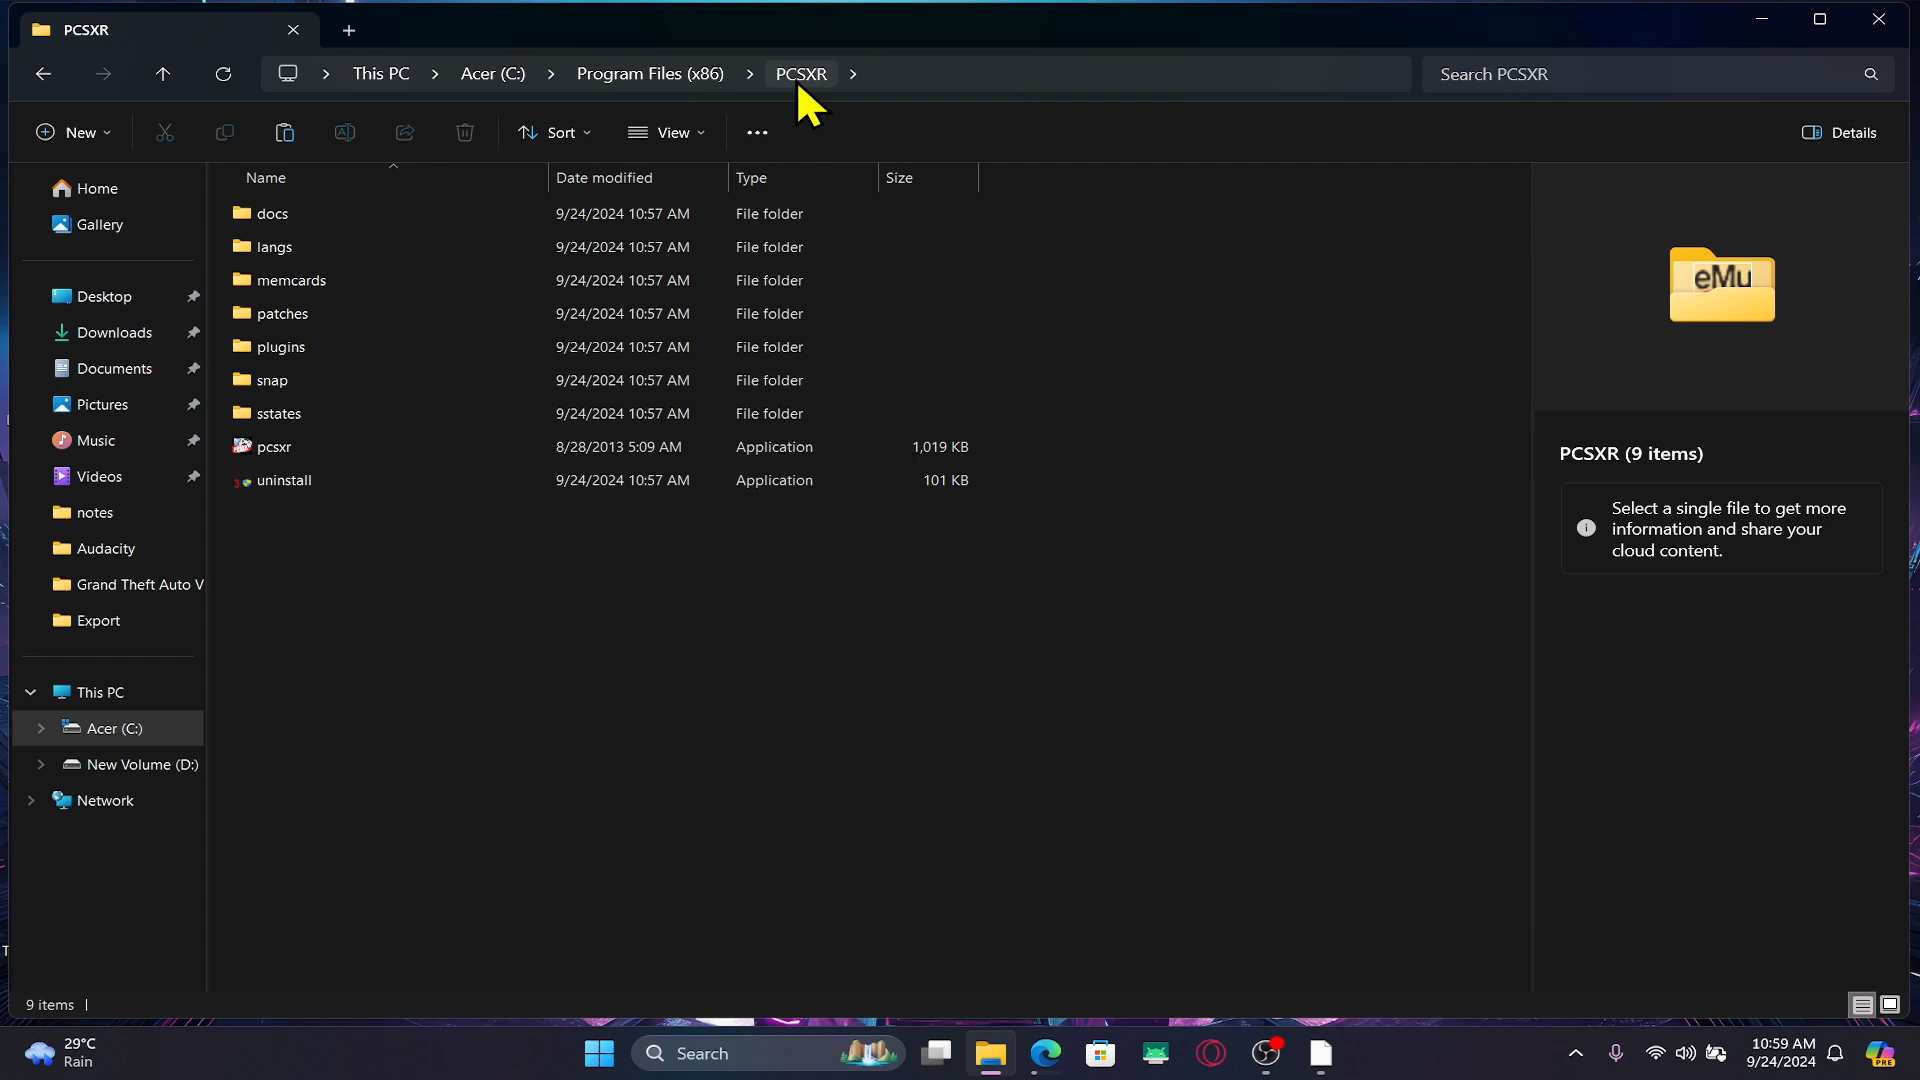 PCSXR
This PC
Acer (C:)
Program Files (x86)
PCSXR
Search PCSXR
New
Sort
View
Details
Home
Gallery
Desktop
Downloads
Documents
Pictures
Music
Videos
notes
Audacity
Grand Theft Auto V
Export
This PC
Acer (C:)
New Volume (D:)
Network
Name Date modified Type Size
docs 9/24/2024 10:57 AM File folder
langs 9/24/2024 10:57 AM File folder
memcards 9/24/2024 10:57 AM File folder
patches 9/24/2024 10:57 AM File folder
plugins 9/24/2024 10:57 AM File folder
snap 9/24/2024 10:57 AM File folder
sstates 9/24/2024 10:57 AM File folder
pcsxr 8/28/2013 5:09 AM Application 1,019 KB
uninstall 9/24/2024 10:57 AM Application 101 KB
eMu
PCSXR (9 items)
Select a single file to get more
information and share your
cloud content.
9 items
29°C
Rain
Search
10:59 AM
9/24/2024
PRE